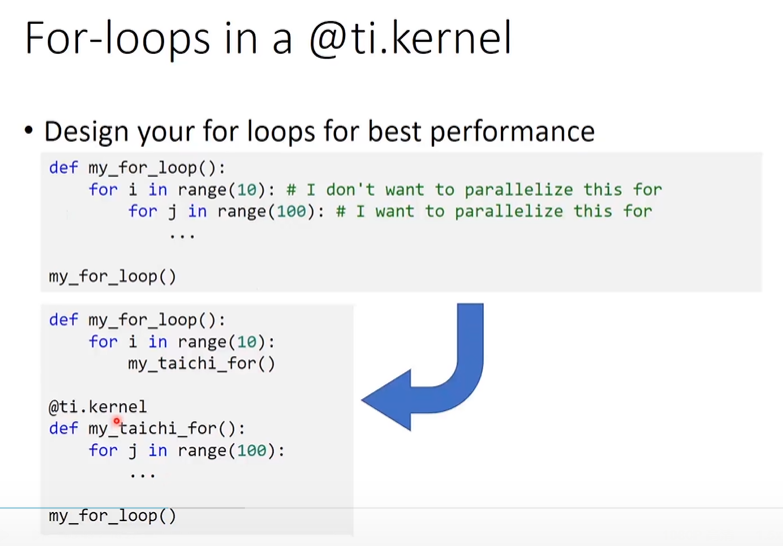 For-loops in a @ti.kernel
• Design your for loops for best performance
def my_for_loop():
    for i in range(10): # I don't want to parallelize this for
        for j in range(100): # I want to parallelize this for
            ...
my_for_loop()
def my_for_loop():
    for i in range(10):
        my_taichi_for()
@ti.kernel
def my_taichi_for():
    for j in range(100):
        ...
my_for_loop()